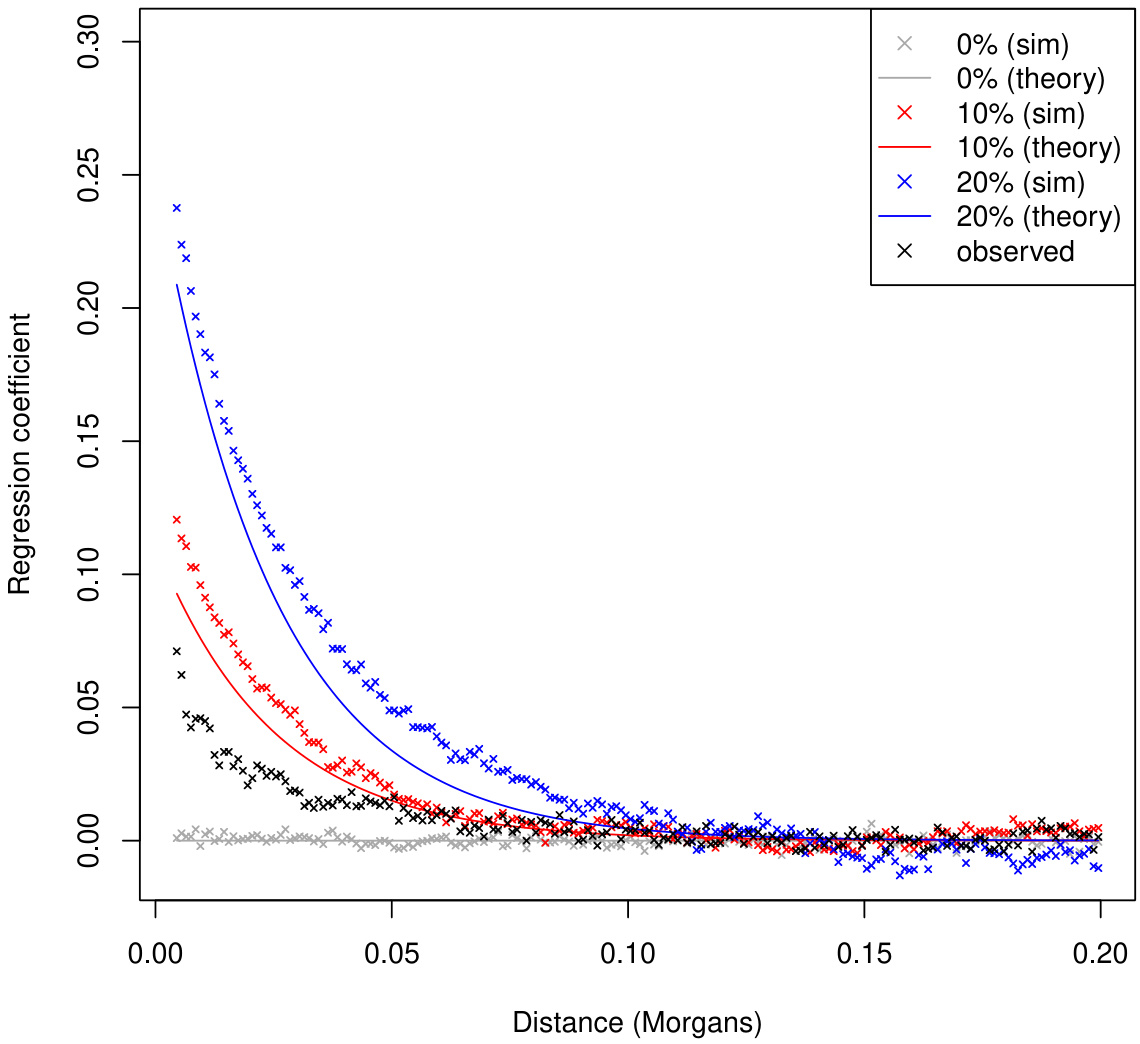 0% (sim)
0% (theory)
10% (sim)
10% (theory)
20% (sim)
20% (theory)
observed
Regression coefficient
0.30
0.25
0.20
0.15
0.10
0.05
0.00
0.00 0.05 0.10 0.15 0.20
Distance (Morgans)